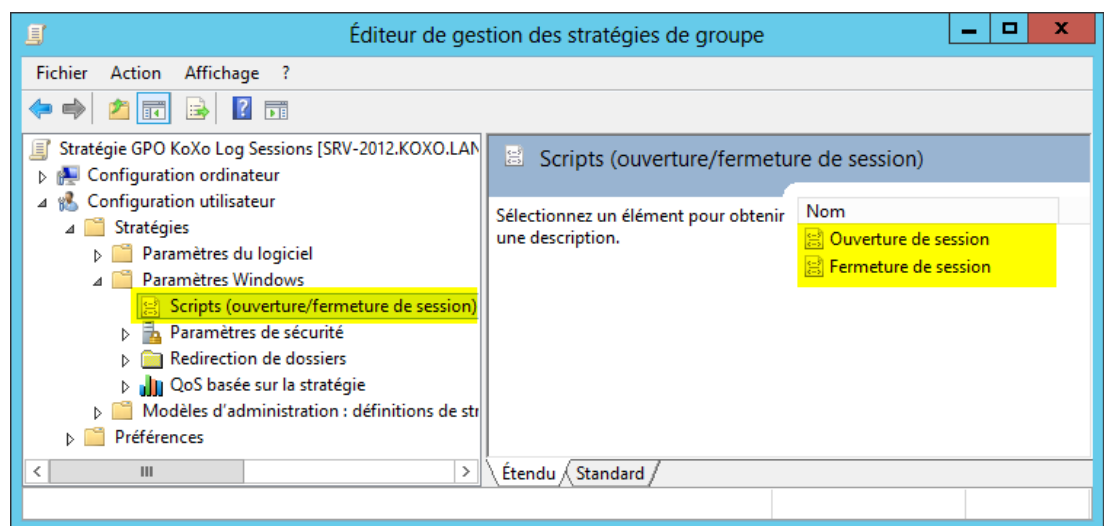 Éditeur de gestion des stratégies de groupe
Fichier Action Affichage ?
Stratégie GPO KoXo Log Sessions [SRV-2012.KOXO.LAN
Configuration ordinateur
Configuration utilisateur
Stratégies
Paramètres du logiciel
Paramètres Windows
Scripts (ouverture/fermeture de session)
Paramètres de sécurité
Redirection de dossiers
QoS basée sur la stratégie
Modèles d'administration : définitions de str
Préférences
Scripts (ouverture/fermeture de session)
Sélectionnez un élément pour obtenir
une description.
Nom
Ouverture de session
Fermeture de session
Étendu Standard